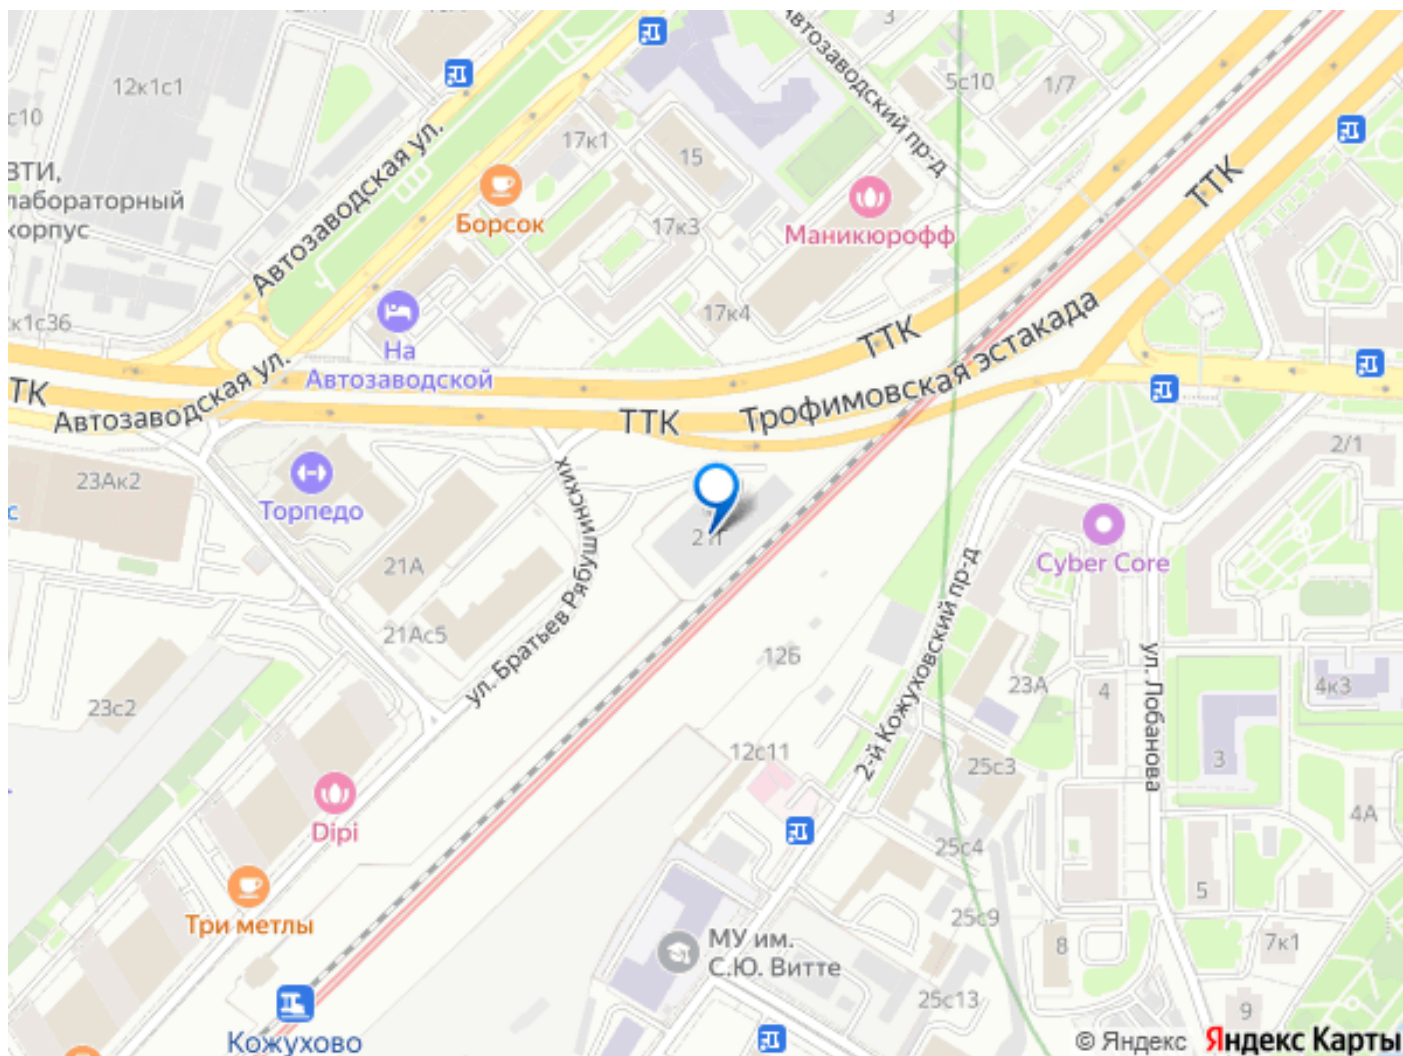 Автозаводский пр-д
3
5с10
1/7
12к1с1
с10
17к1
15
Автозаводская ул.
ВТИ,
лабораторный
корпус
Борсок
17к3
Маникюрофф
ТТК
17к4
к1с36
ТТК
На
Автозаводской
Трофимовская эстакада
Автозаводская ул.
ТК
ТТК
2/1
23Ак2
Торпедо
с
Cyber Core
21А
ул. Братьев Рябушинских
21Ас5
12б
2-й Кожуховский пр-д
23А
4
ул. Лобанова
4к3
23с2
12с11
25с3
3
Dipi
4А
25с4
5
Три метлы
25с9
МУ им.
С.Ю. Витте
8
7к1
25с13
9
Кожухово
© Яндекс Яндекс Карты